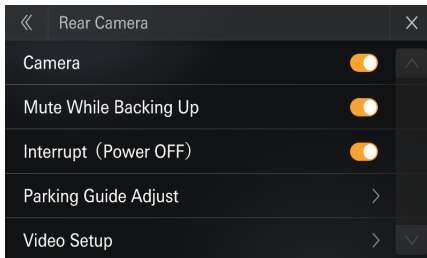 Rear Camera
Camera
Mute While Backing Up
Interrupt（Power OFF）
Parking Guide Adjust
Video Setup